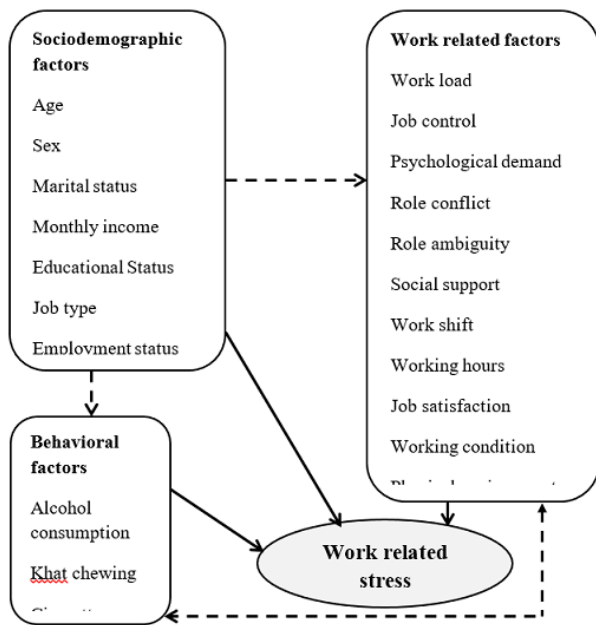 Sociodemographic
factors
Age
Sex
Marital status
Monthly income
Educational Status
Job type
Employment status
Work related factors
Work load
Job control
Psychological demand
Role conflict
Role ambiguity
Social support
Work shift
Working hours
Job satisfaction
Working condition
Behavioral
factors
Alcohol
consumption
Khat chewing
Work related
stress